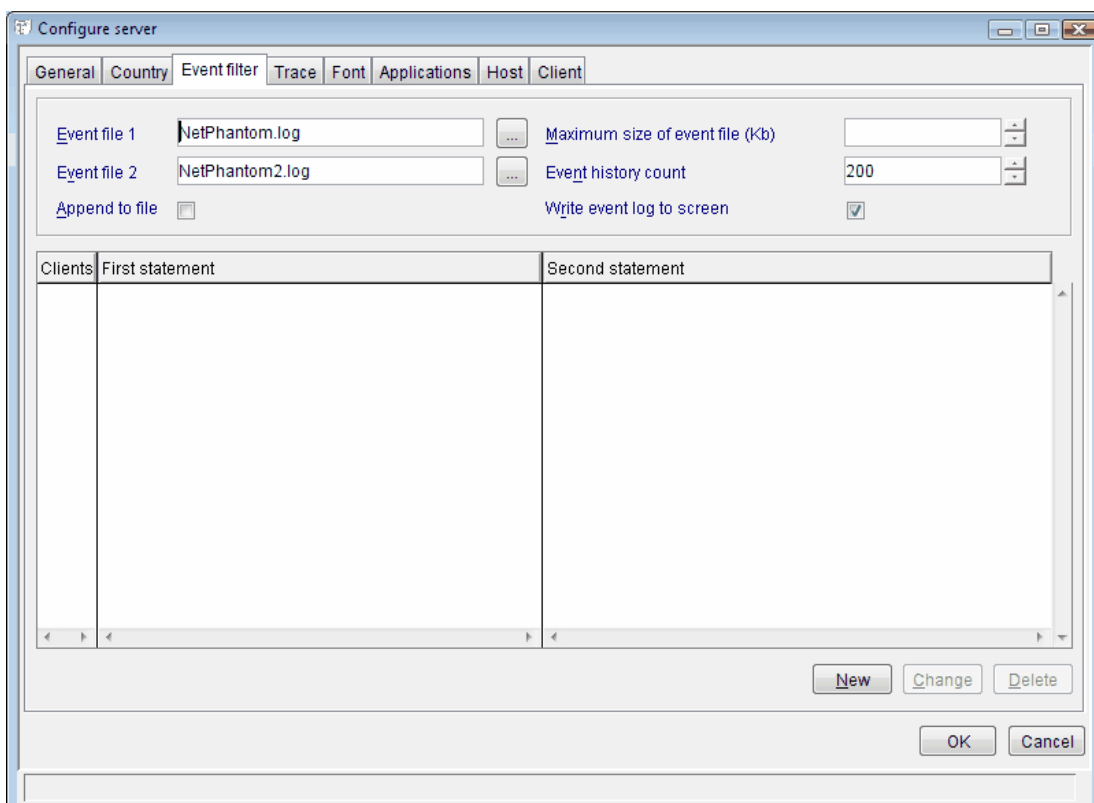 Configure server
General Country Event filter Trace Font Applications Host Client
Event file 1 NetPhantom.log ... Maximum size of event file (Kb)
Event file 2 NetPhantom2.log ... Event history count 200
Append to file Write event log to screen
Clients First statement Second statement
New Change Delete
OK Cancel